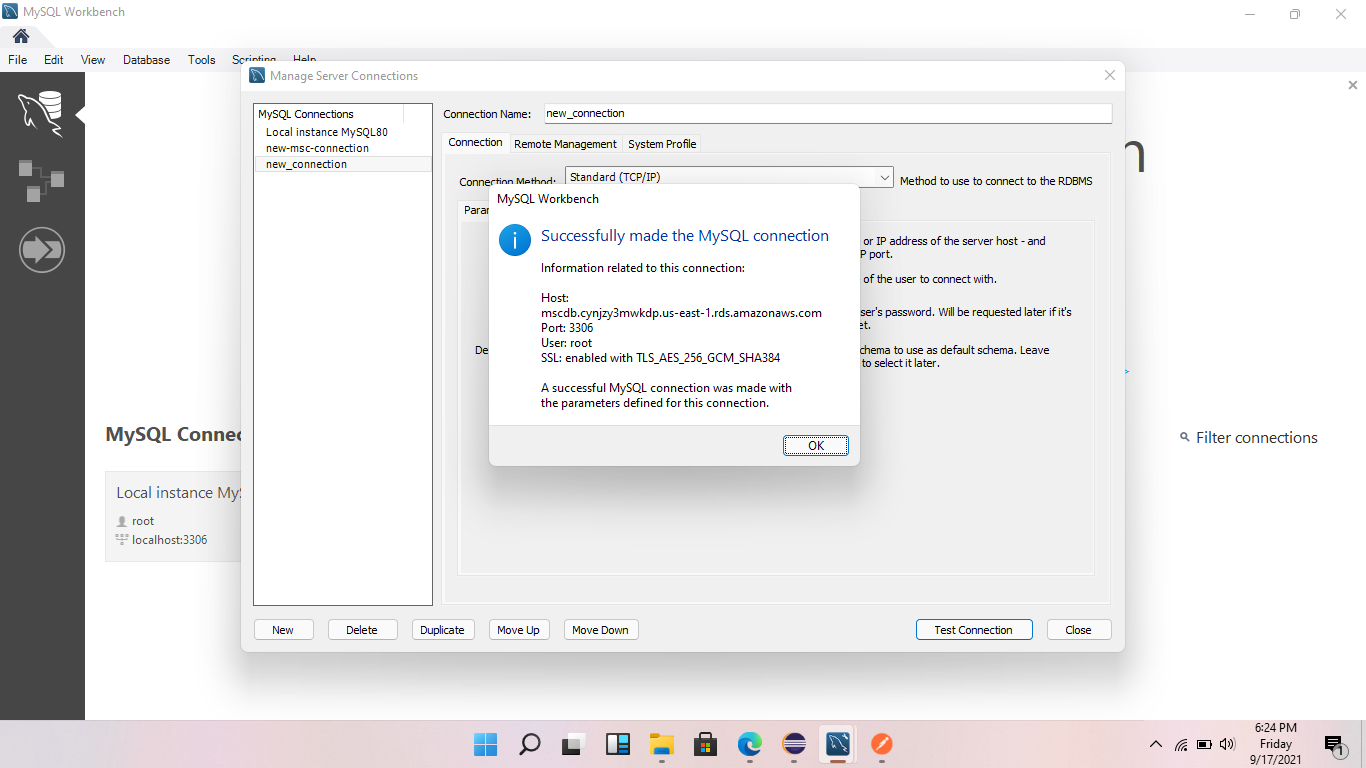 MySQL Workbench
File Edit View Database Tools Scripting Help
Manage Server Connections
MySQL Connections
Local instance MySQL80
new-msc-connection
new_connection
Connection Name: new_connection
Connection Remote Management System Profile
Connection Method: Standard (TCP/IP) Method to use to connect to the RDBMS
MySQL Workbench
Successfully made the MySQL connection
Information related to this connection:
Host:
mscdb.cynjzy3mwkdp.us-east-1.rds.amazonaws.com
Port: 3306
User: root
SSL: enabled with TLS_AES_256_GCM_SHA384
A successful MySQL connection was made with
the parameters defined for this connection.
OK
or IP address of the server host - and
P port.
of the user to connect with.
ser's password. Will be requested later if it's
et.
chema to use as default schema. Leave
to select it later.
MySQL Connec
Filter connections
Local instance MyS
root
localhost:3306
New Delete Duplicate Move Up Move Down Test Connection Close
6:24 PM
Friday
9/17/2021
1